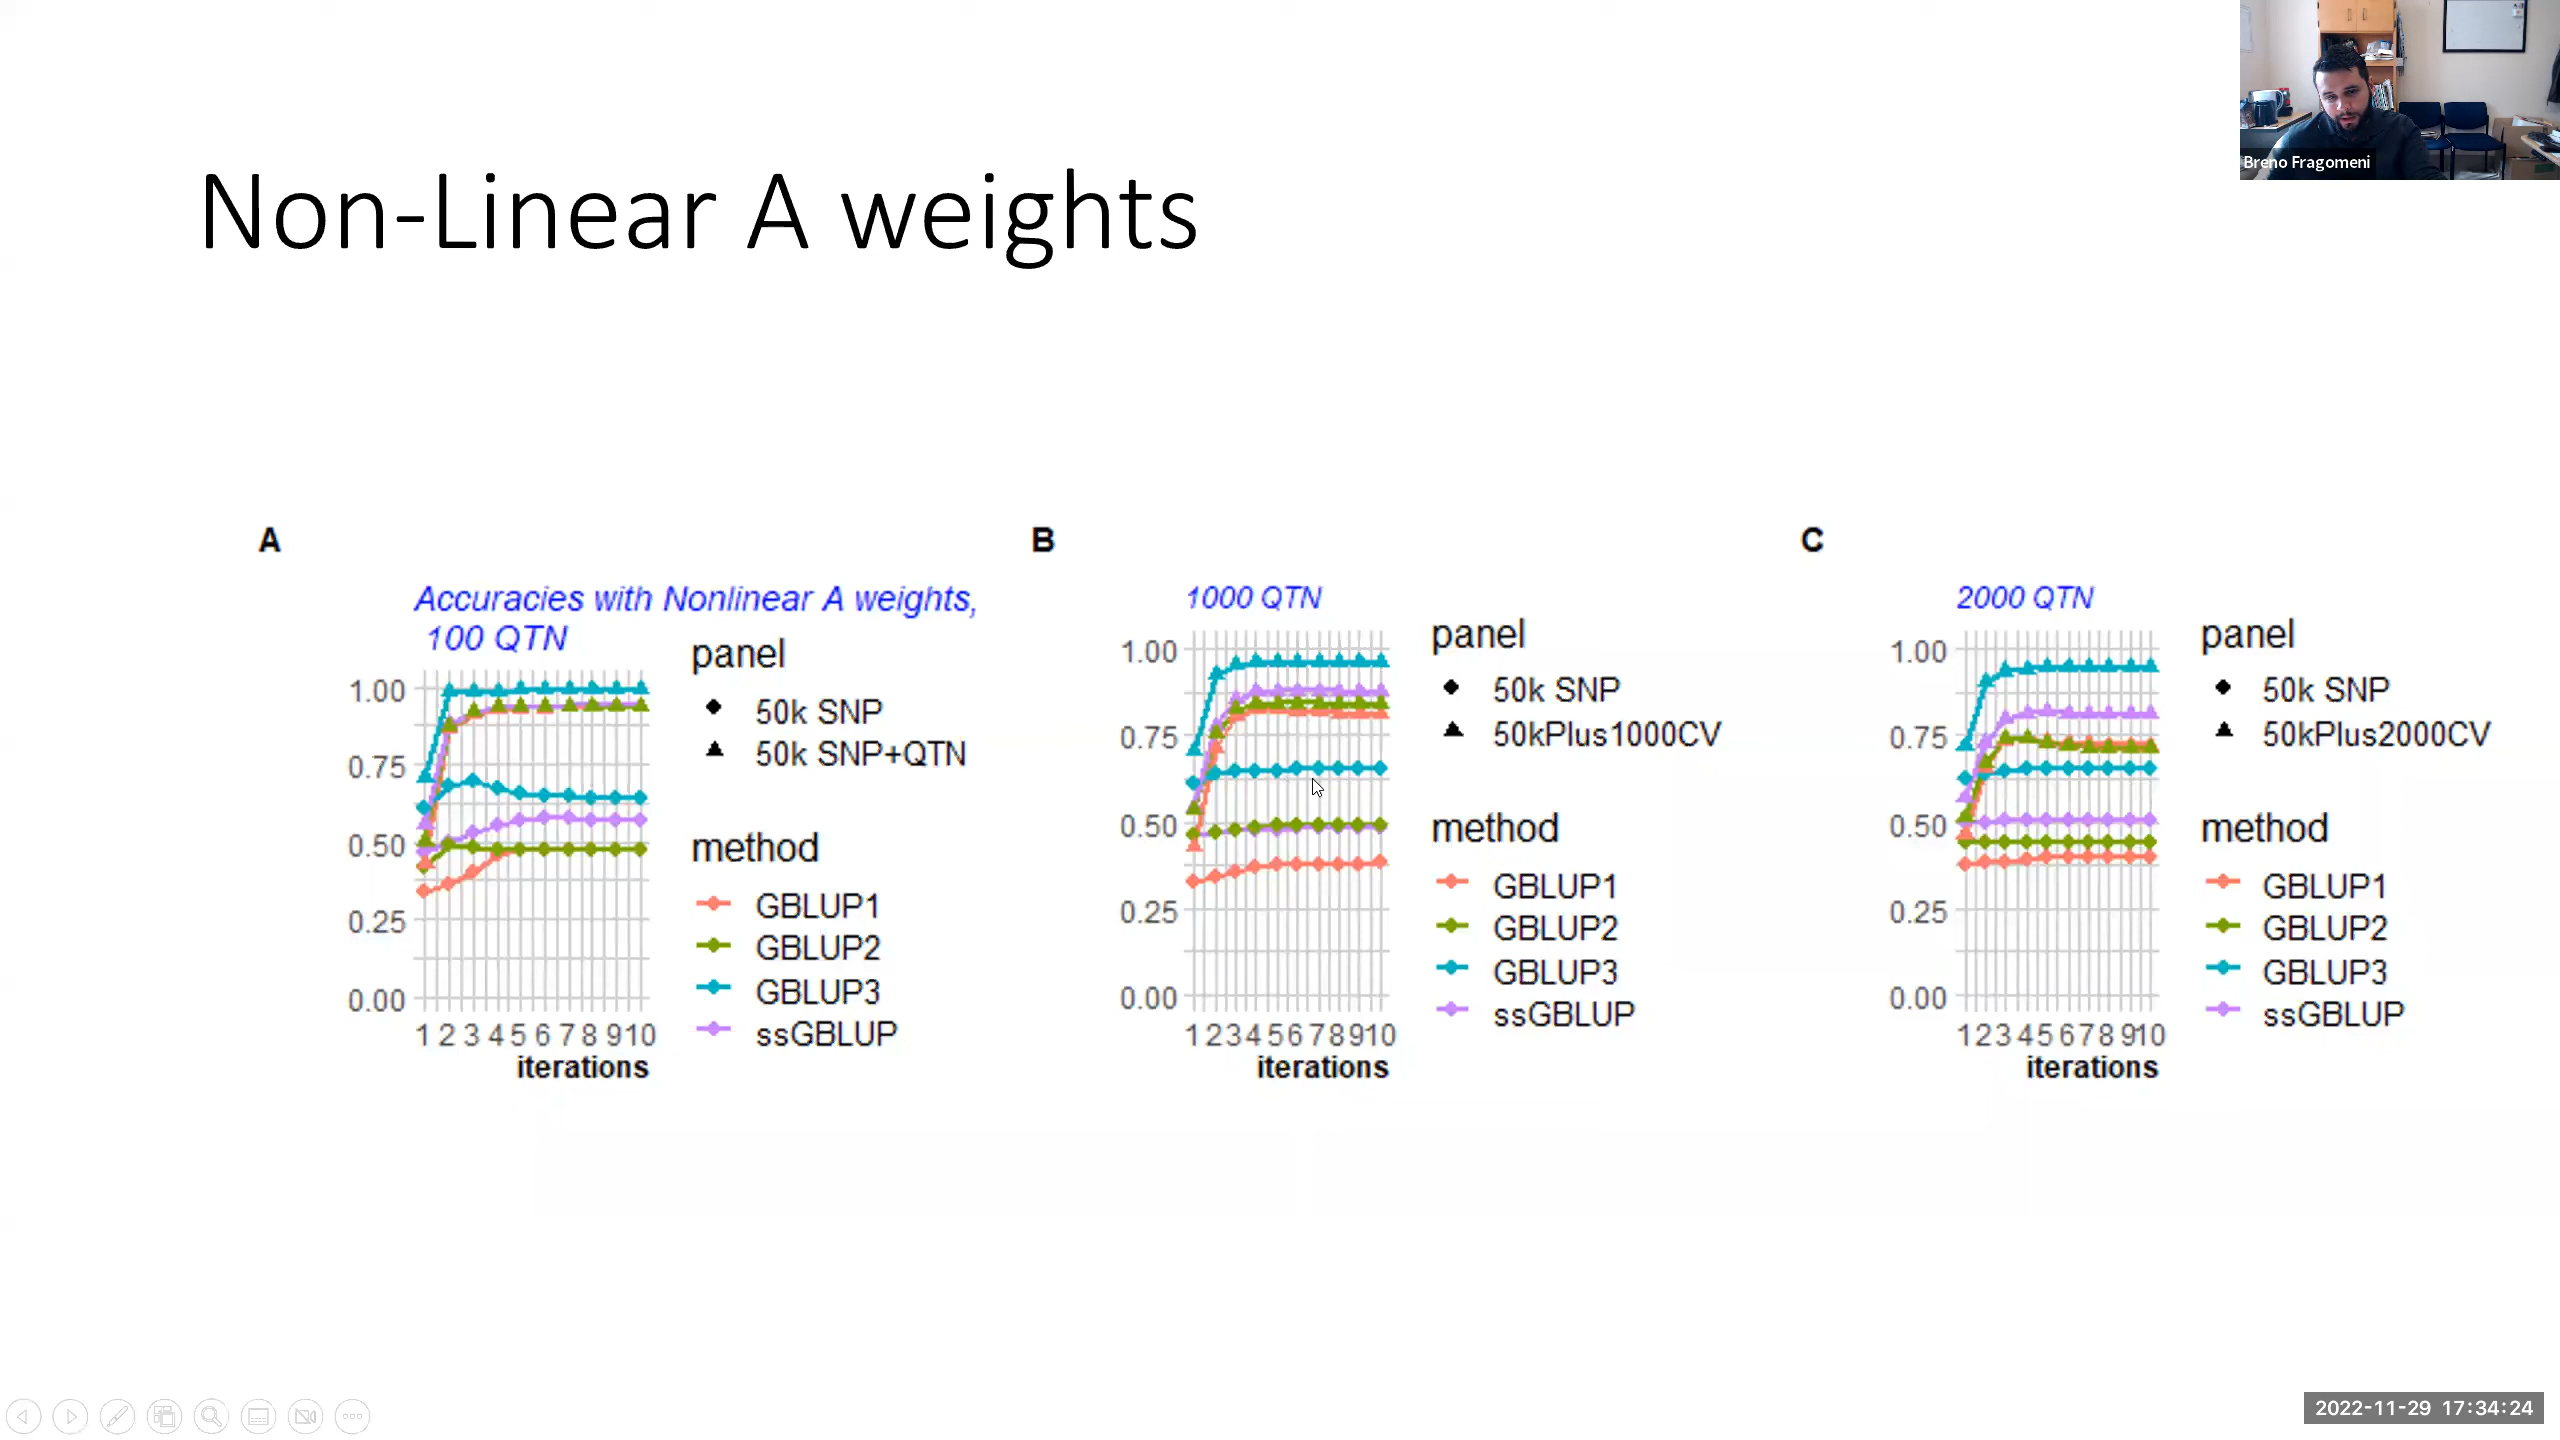 Breno Fragomeni
Non-Linear A weights
A
Accuracies with Nonlinear A weights,
100 QTN
1.00
0.75
0.50
0.25
0.00
1 2 3 4 5 6 7 8 9 10
iterations
panel
50k SNP
50k SNP+QTN
method
GBLUP1
GBLUP2
GBLUP3
ssGBLUP
B
1000 QTN
1.00
0.75
0.50
0.25
0.00
1 2 3 4 5 6 7 8 9 10
iterations
panel
50k SNP
50kPlus1000CV
method
GBLUP1
GBLUP2
GBLUP3
ssGBLUP
C
2000 QTN
1.00
0.75
0.50
0.25
0.00
1 2 3 4 5 6 7 8 9 10
iterations
panel
50k SNP
50kPlus2000CV
method
GBLUP1
GBLUP2
GBLUP3
ssGBLUP
2022-11-29 17:34:24